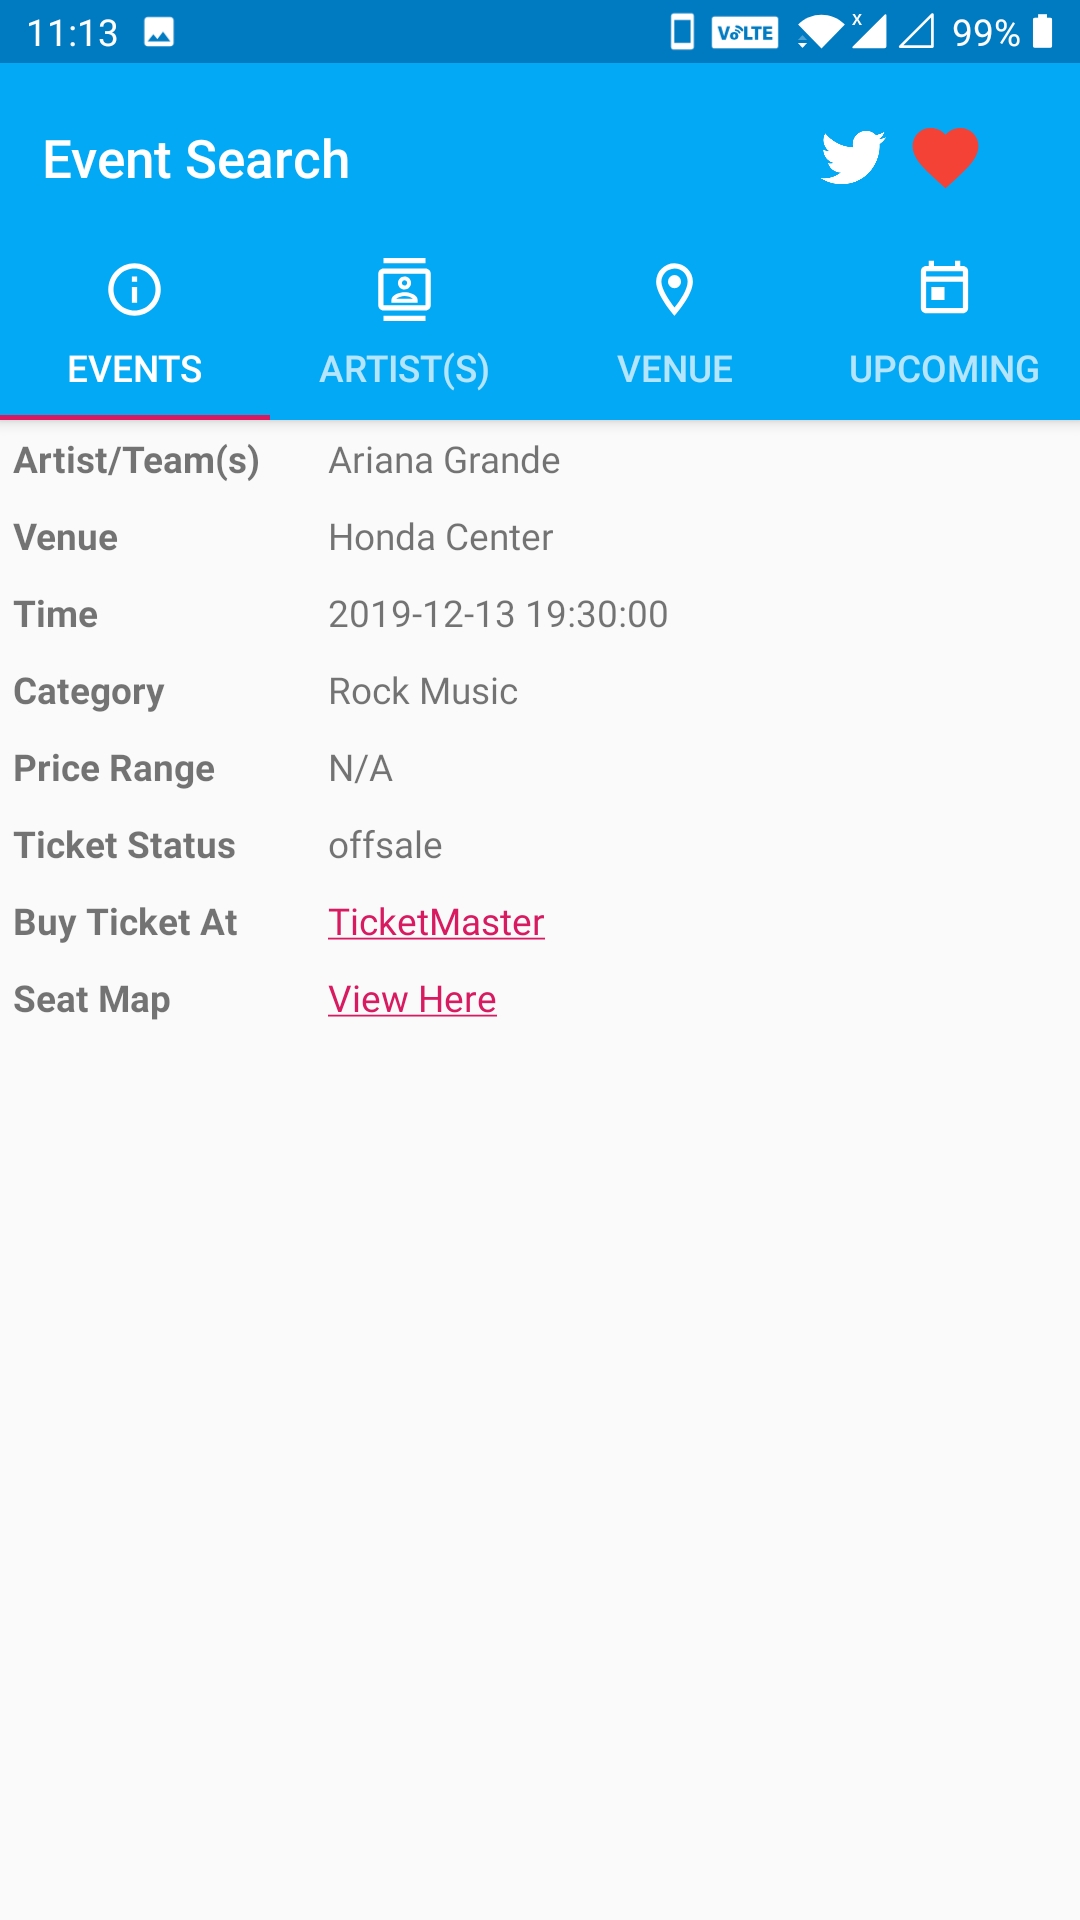 11:13 VoLTE x 99%
Event Search
EVENTS ARTIST(S) VENUE UPCOMING
Artist/Team(s) Ariana Grande
Venue Honda Center
Time 2019-12-13 19:30:00
Category Rock Music
Price Range N/A
Ticket Status offsale
Buy Ticket At TicketMaster
Seat Map View Here